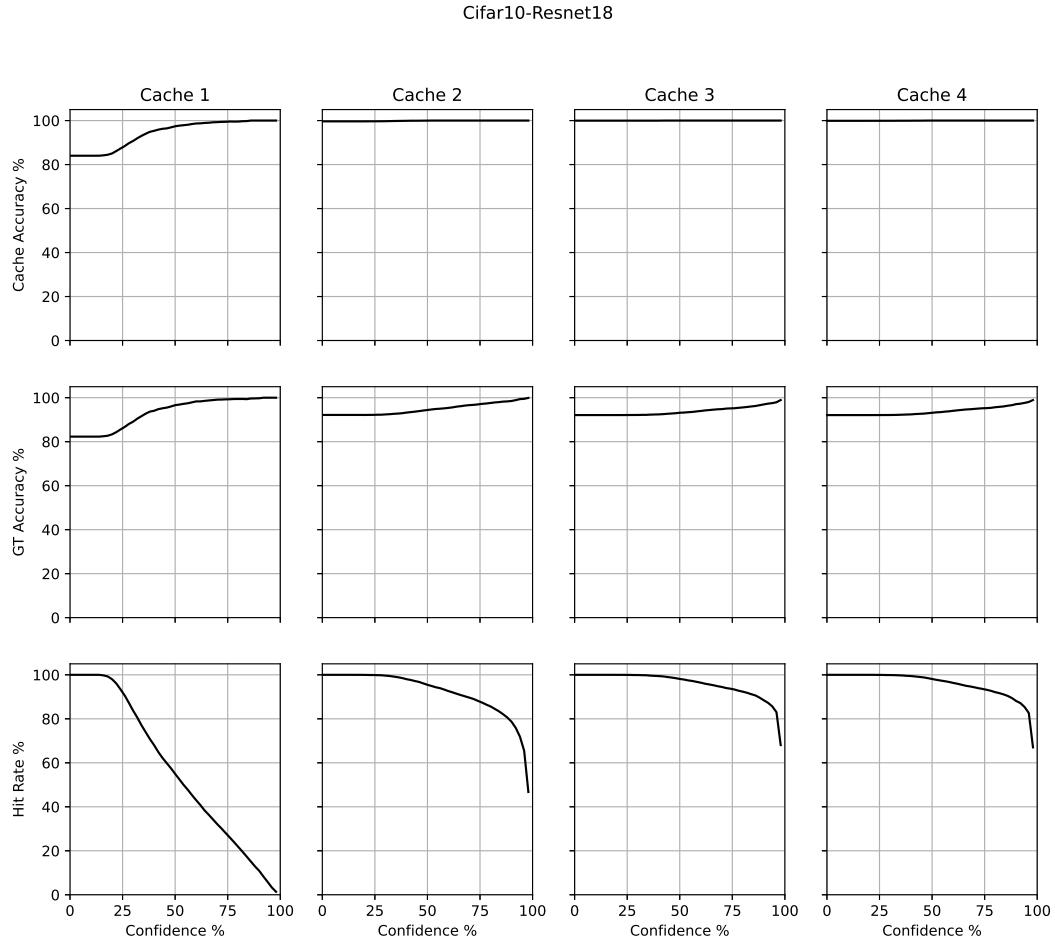 Cifar10-Resnet18
Cache 1
Cache 2
Cache 3
Cache 4
100
80
60
40
20
0
Cache Accuracy %
100
80
60
40
20
0
GT Accuracy %
100
80
60
40
20
0
Hit Rate %
0 25 50 75 100
0 25 50 75 100
0 25 50 75 100
0 25 50 75 100
Confidence %
Confidence %
Confidence %
Confidence %